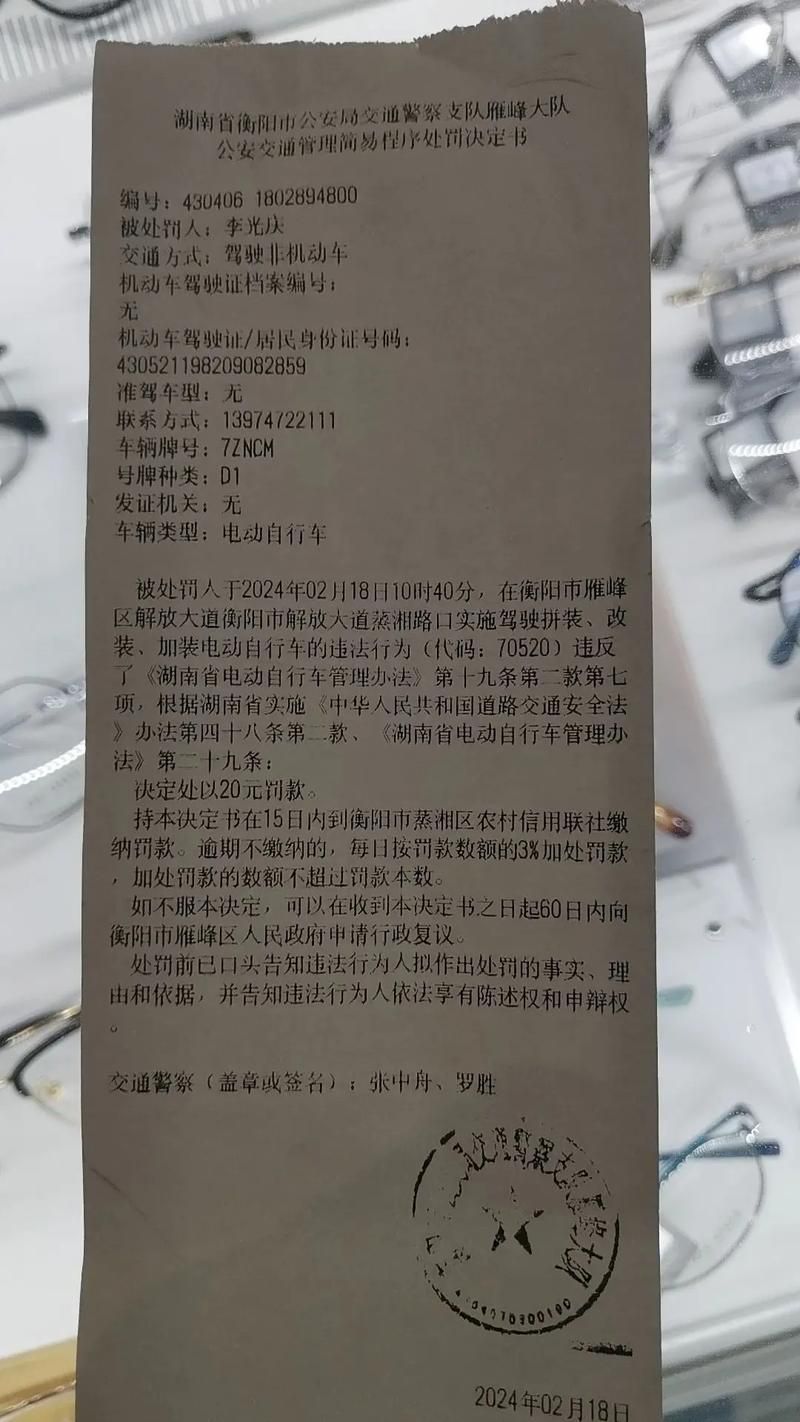 湖南省衡阳市公安局交通警察支队雁峰大队
公安交通管理简易程序处罚决定书
编号：430406 1802894800
被处罚人：李光庆
交通方式：驾驶非机动车
机动车驾驶证档案编号：
无
机动车驾驶证/居民身份证号码：
430521198209082859
准驾车型：无
联系方式：13974722111
车辆牌号：7ZNCM
号牌种类：D1
发证机关：无
车辆类型：电动自行车
被处罚人于2024年02月18日10时40分，在衡阳市雁峰
区解放大道衡阳市解放大道蒸湘路口实施驾驶拼装、改
装、加装电动自行车的违法行为（代码：70520）违反
了《湖南省电动自行车管理办法》第十九条第二款第七
项，根据湖南省实施《中华人民共和国道路交通安全法
》办法第四十八条第二款、《湖南省电动自行车管理办
法》第二十九条：
决定处以20元罚款。
持本决定书在15日内到衡阳市蒸湘区农村信用联社缴
纳罚款。逾期不缴纳的，每日按罚款数额的3%加处罚款
，加处罚款的数额不超过罚款本数。
如不服本决定，可以在收到本决定书之日起60日内向
衡阳市雁峰区人民政府申请行政复议。
处罚前已口头告知违法行为人拟作出处罚的事实、理
由和依据，并告知违法行为人依法享有陈述权和申辩权
。
交通警察（盖章或签名）：张中舟、罗胜
交通警察支队雁峰大队
2024年02月18日